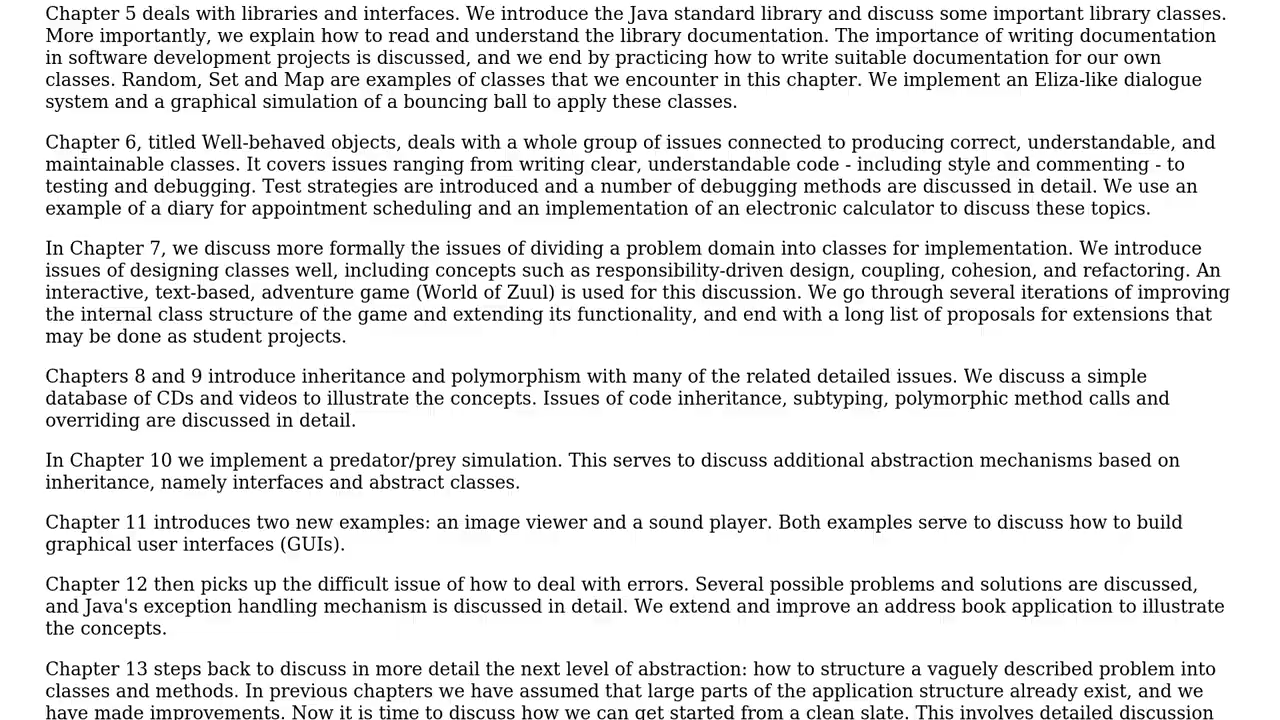 Chapter 5 deals with libraries and interfaces. We introduce the Java standard library and discuss some important library classes.
More importantly, we explain how to read and understand the library documentation. The importance of writing documentation
in software development projects is discussed, and we end by practicing how to write suitable documentation for our own
classes. Random, Set and Map are examples of classes that we encounter in this chapter. We implement an Eliza-like dialogue
system and a graphical simulation of a bouncing ball to apply these classes.
Chapter 6, titled Well-behaved objects, deals with a whole group of issues connected to producing correct, understandable, and
maintainable classes. It covers issues ranging from writing clear, understandable code - including style and commenting - to
testing and debugging. Test strategies are introduced and a number of debugging methods are discussed in detail. We use an
example of a diary for appointment scheduling and an implementation of an electronic calculator to discuss these topics.
In Chapter 7, we discuss more formally the issues of dividing a problem domain into classes for implementation. We introduce
issues of designing classes well, including concepts such as responsibility-driven design, coupling, cohesion, and refactoring. An
interactive, text-based, adventure game (World of Zuul) is used for this discussion. We go through several iterations of improving
the internal class structure of the game and extending its functionality, and end with a long list of proposals for extensions that
may be done as student projects.
Chapters 8 and 9 introduce inheritance and polymorphism with many of the related detailed issues. We discuss a simple
database of CDs and videos to illustrate the concepts. Issues of code inheritance, subtyping, polymorphic method calls and
overriding are discussed in detail.
In Chapter 10 we implement a predator/prey simulation. This serves to discuss additional abstraction mechanisms based on
inheritance, namely interfaces and abstract classes.
Chapter 11 introduces two new examples: an image viewer and a sound player. Both examples serve to discuss how to build
graphical user interfaces (GUIs).
Chapter 12 then picks up the difficult issue of how to deal with errors. Several possible problems and solutions are discussed,
and Java's exception handling mechanism is discussed in detail. We extend and improve an address book application to illustrate
the concepts.
Chapter 13 steps back to discuss in more detail the next level of abstraction: how to structure a vaguely described problem into
classes and methods. In previous chapters we have assumed that large parts of the application structure already exist, and we
have made improvements. Now it is time to discuss how we can get started from a clean slate. This involves detailed discussion